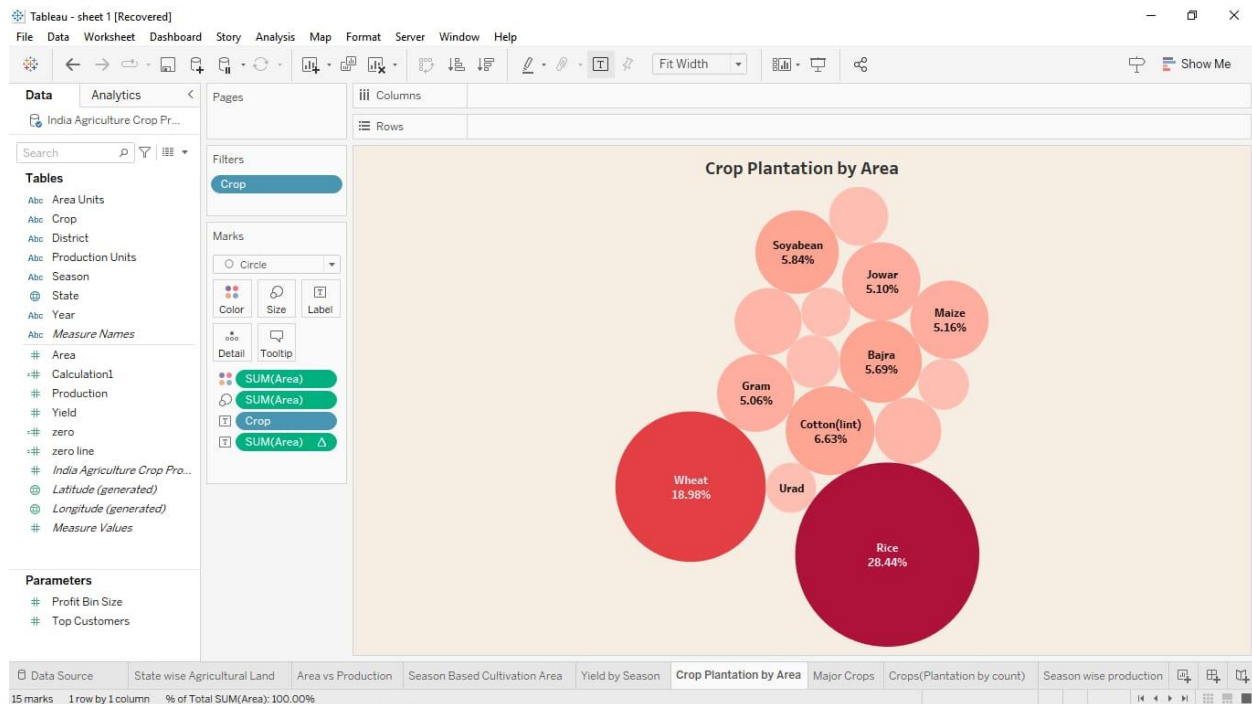 Tableau - sheet 1 [Recovered]
File Data Worksheet Dashboard Story Analysis Map Format Server Window Help
Fit Width
Show Me
Data Analytics
India Agriculture Crop Pr...
Search
Tables
Abc Area Units
Abc Crop
Abc District
Abc Production Units
Abc Season
State
Abc Year
Abc Measure Names
# Area
=# Calculation1
# Production
# Yield
=# zero
=# zero line
# India Agriculture Crop Pro...
Latitude (generated)
Longitude (generated)
# Measure Values
Parameters
# Profit Bin Size
# Top Customers
Pages
Filters
Crop
Marks
Circle
Color Size Label
Detail Tooltip
SUM(Area)
SUM(Area)
Crop
SUM(Area) Δ
Columns
Rows
Crop Plantation by Area
Soyabean
5.84%
Jowar
5.10%
Maize
5.16%
Bajra
5.69%
Gram
5.06%
Cotton(lint)
6.63%
Wheat
18.98%
Urad
Rice
28.44%
Data Source State wise Agricultural Land Area vs Production Season Based Cultivation Area Yield by Season Crop Plantation by Area Major Crops Crops(Plantation by count) Season wise production
15 marks 1 row by 1 column % of Total SUM(Area): 100.00%